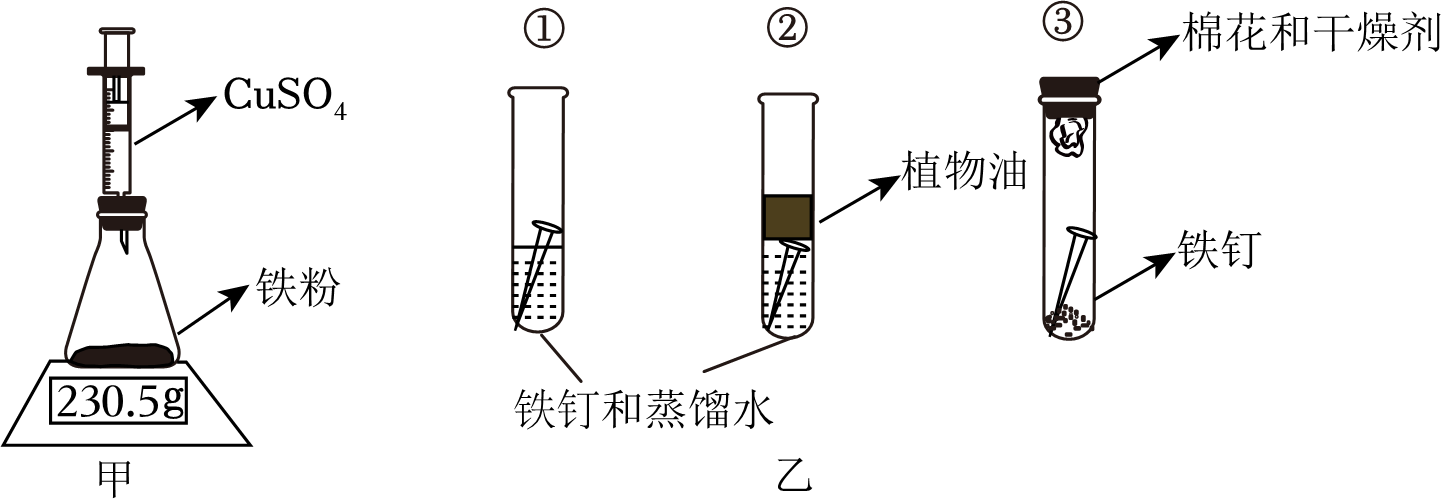 ① ② ③
棉花和干燥剂
CuSO₄
植物油
铁钉
铁粉
230.5g
铁钉和蒸馏水
甲 乙